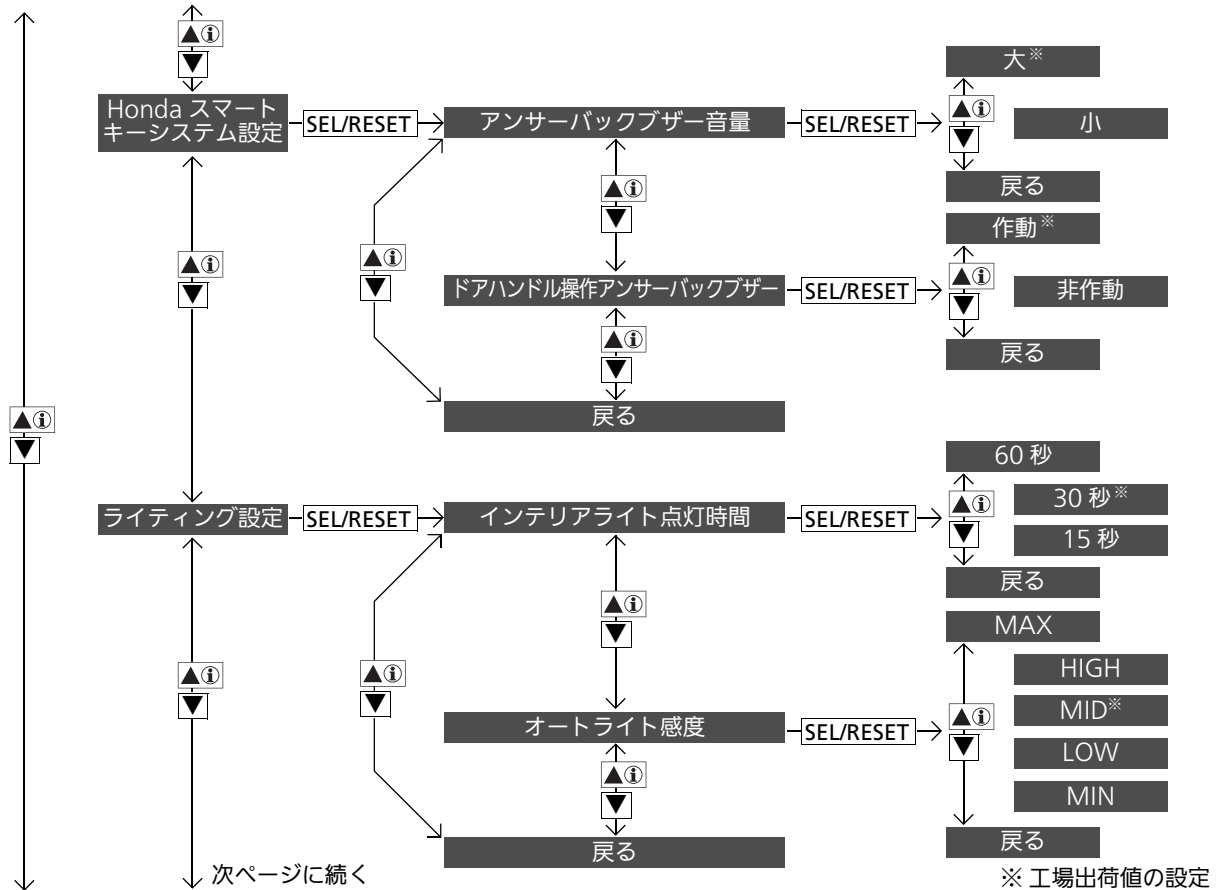 Honda スマート
キーシステム設定
SEL/RESET
アンサーバックブザー音量
SEL/RESET
大※
小
戻る
ドアハンドル操作アンサーバックブザー
SEL/RESET
作動※
非作動
戻る
戻る
ライティング設定
SEL/RESET
インテリアライト点灯時間
SEL/RESET
60 秒
30 秒※
15 秒
戻る
オートライト感度
SEL/RESET
MAX
HIGH
MID※
LOW
MIN
戻る
戻る
次ページに続く
※ 工場出荷値の設定